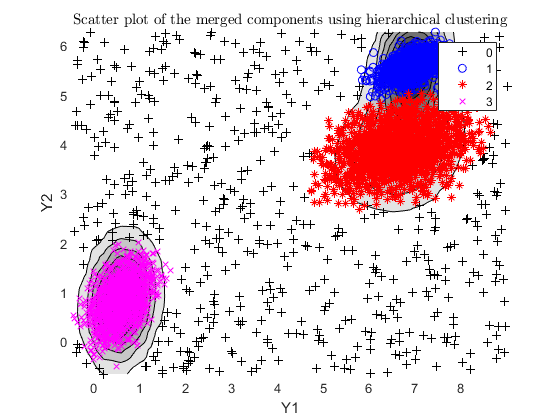 Scatter plot of the merged components using hierarchical clustering
6
5
4
3
2
1
0
Y2
0
1
2
3
0 1 2 3 4 5 6 7 8
Y1